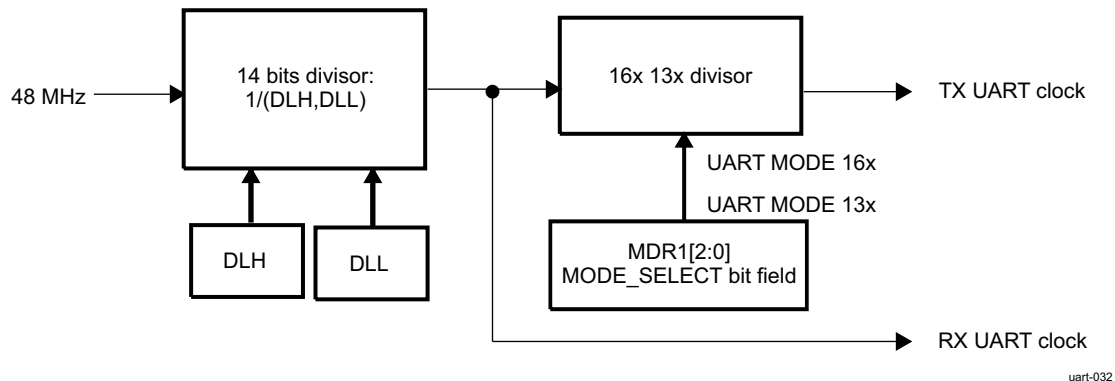 48 MHz
14 bits divisor:
1/(DLH,DLL)
16x 13x divisor
TX UART clock
UART MODE 16x
UART MODE 13x
DLH
DLL
MDR1[2:0]
MODE_SELECT bit field
RX UART clock
uart-032